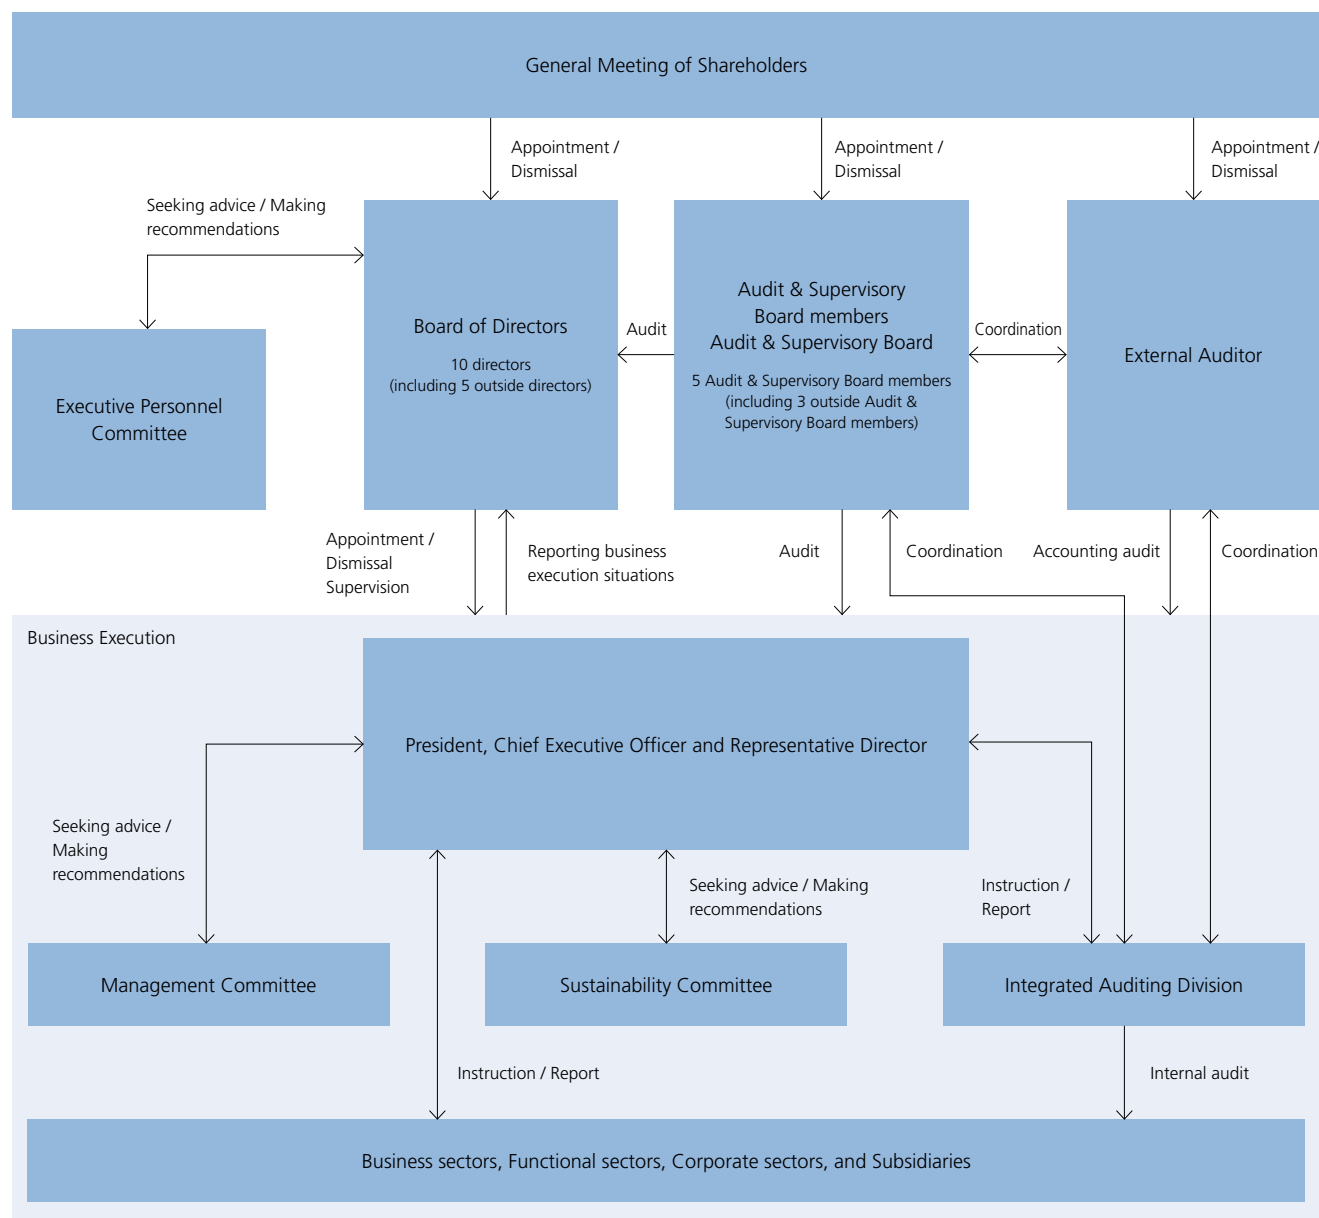 General Meeting of Shareholders
Appointment /
Dismissal
Appointment /
Dismissal
Appointment /
Dismissal
Seeking advice / Making
recommendations
Executive Personnel
Committee
Board of Directors
10 directors
(including 5 outside directors)
Audit
Audit & Supervisory
Board members
Audit & Supervisory Board
5 Audit & Supervisory Board members
(including 3 outside Audit &
Supervisory Board members)
Coordination
External Auditor
Appointment /
Dismissal
Supervision
Reporting business
execution situations
Audit
Coordination
Accounting audit
Coordination
Business Execution
President, Chief Executive Officer and Representative Director
Seeking advice /
Making
recommendations
Seeking advice / Making
recommendations
Instruction /
Report
Management Committee
Sustainability Committee
Integrated Auditing Division
Instruction / Report
Internal audit
Business sectors, Functional sectors, Corporate sectors, and Subsidiaries